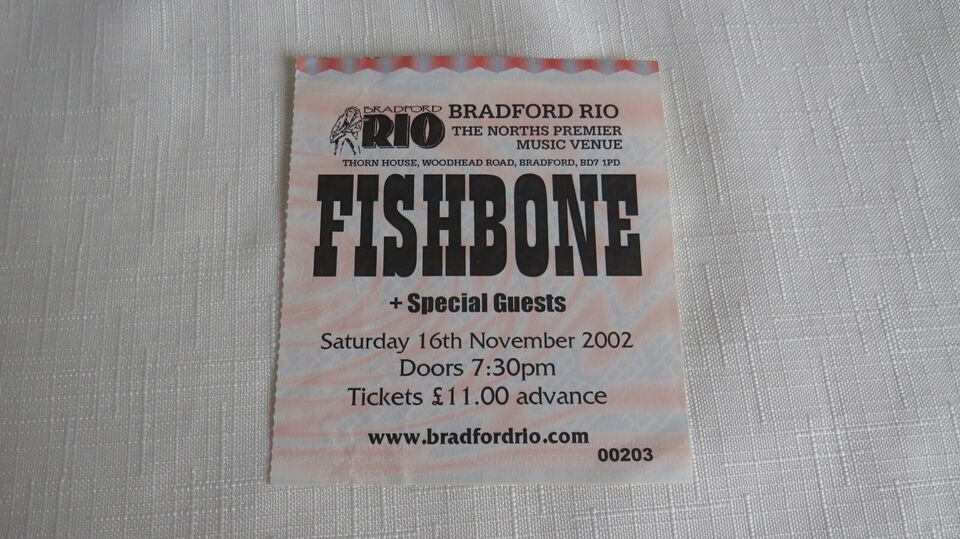 BRADFORD
RIO
BRADFORD RIO
THE NORTHS PREMIER
MUSIC VENUE
THORN HOUSE, WOODHEAD ROAD, BRADFORD, BD7 1PD
FISHBONE
+ Special Guests
Saturday 16th November 2002
Doors 7:30pm
Tickets £11.00 advance
www.bradfordrio.com
00203